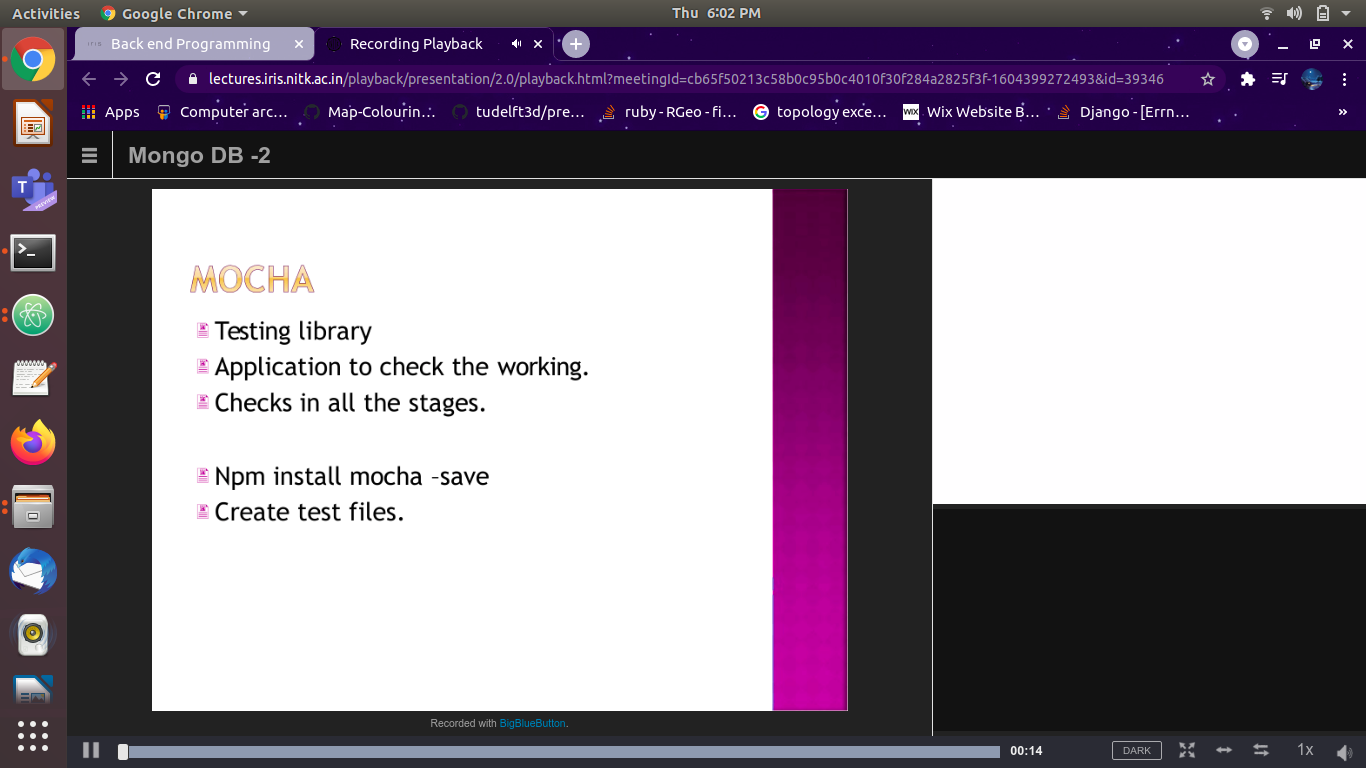 Activities
Google Chrome
Thu 6:02 PM
Back end Programming
Recording Playback
lectures.iris.nitk.ac.in/playback/presentation/2.0/playback.html?meetingId=cb65f50213c58b0c95b0c4010f30f284a2825f3f-1604399272493&id=39346
Apps
Computer arc...
Map-Colourin...
tudelft3d/pre...
ruby - RGeo - fi...
topology exce...
WIX
Wix Website B...
Django - [Errn...
»
Mongo DB -2
MOCHA
Testing library
Application to check the working.
Checks in all the stages.
Npm install mocha –save
Create test files.
Recorded with BigBlueButton.
00:14
DARK
1x
T
PREVIEW